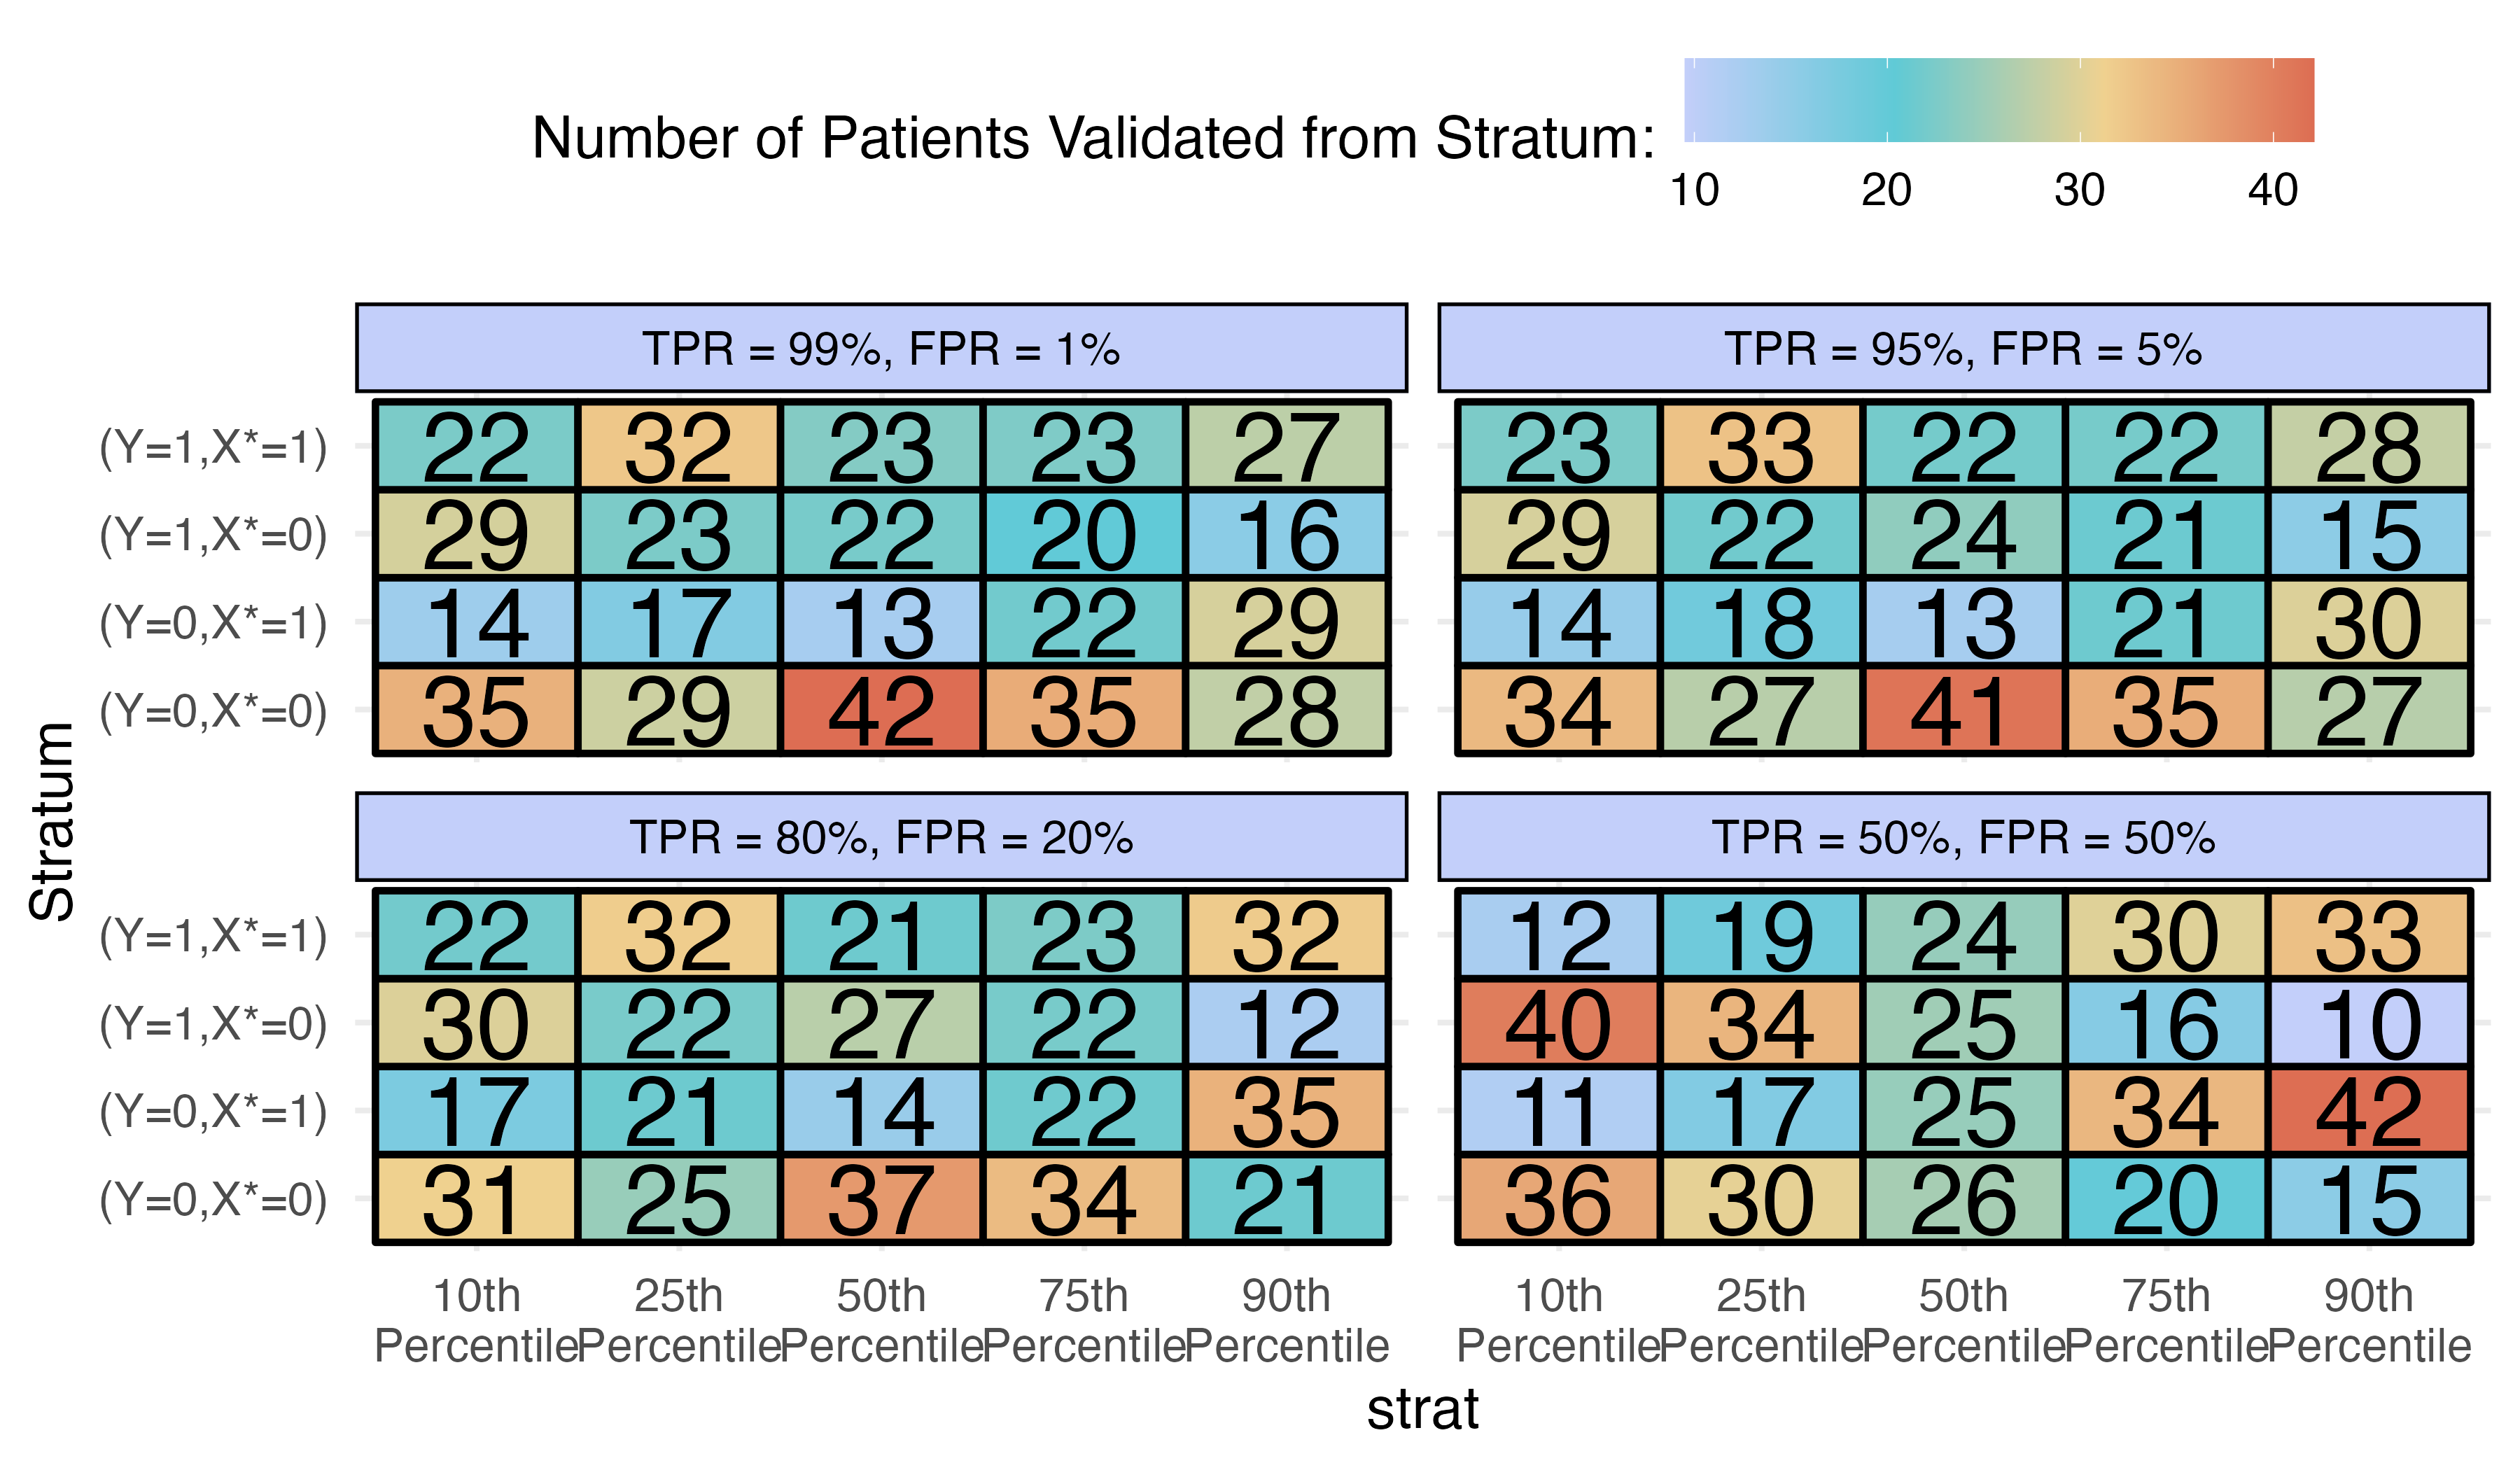 Number of Patients Validated from Stratum:
10 20 30 40
TPR = 99%, FPR = 1%
(Y=1,X*=1) 22 32 23 23 27
(Y=1,X*=0) 29 23 22 20 16
(Y=0,X*=1) 14 17 13 22 29
(Y=0,X*=0) 35 29 42 35 28
TPR = 95%, FPR = 5%
23 33 22 22 28
29 22 24 21 15
14 18 13 21 30
34 27 41 35 27
Stratum
TPR = 80%, FPR = 20%
(Y=1,X*=1) 22 32 21 23 32
(Y=1,X*=0) 30 22 27 22 12
(Y=0,X*=1) 17 21 14 22 35
(Y=0,X*=0) 31 25 37 34 21
TPR = 50%, FPR = 50%
12 19 24 30 33
40 34 25 16 10
11 17 25 34 42
36 30 26 20 15
10th 25th 50th 75th 90th
Percentile Percentile Percentile Percentile Percentile
10th 25th 50th 75th 90th
Percentile Percentile Percentile Percentile Percentile
strat